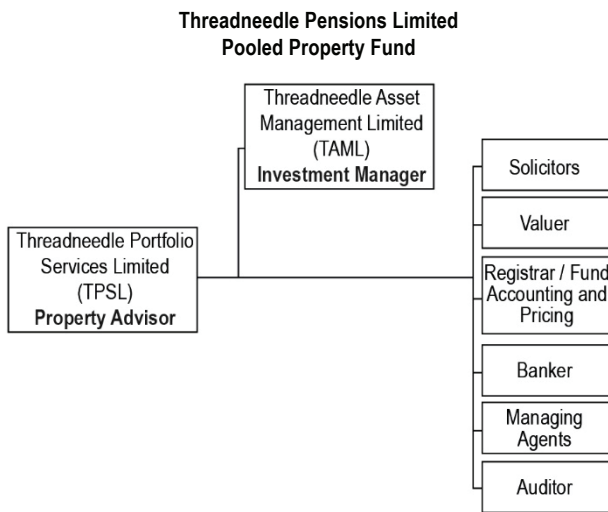 Threadneedle Pensions Limited
Pooled Property Fund
Threadneedle Asset
Management Limited
(TAML)
Investment Manager
Threadneedle Portfolio
Services Limited
(TPSL)
Property Advisor
Solicitors
Valuer
Registrar / Fund
Accounting and
Pricing
Banker
Managing
Agents
Auditor